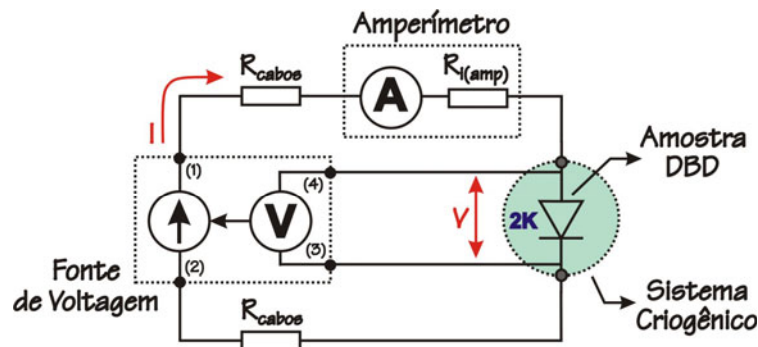 Amperímetro
Rcabos
A
Ri(amp)
I
(1)
(4)
V
(3)
(2)
V
2K
Amostra
DBD
Fonte
de Voltagem
Rcabos
Sistema
Criogênico